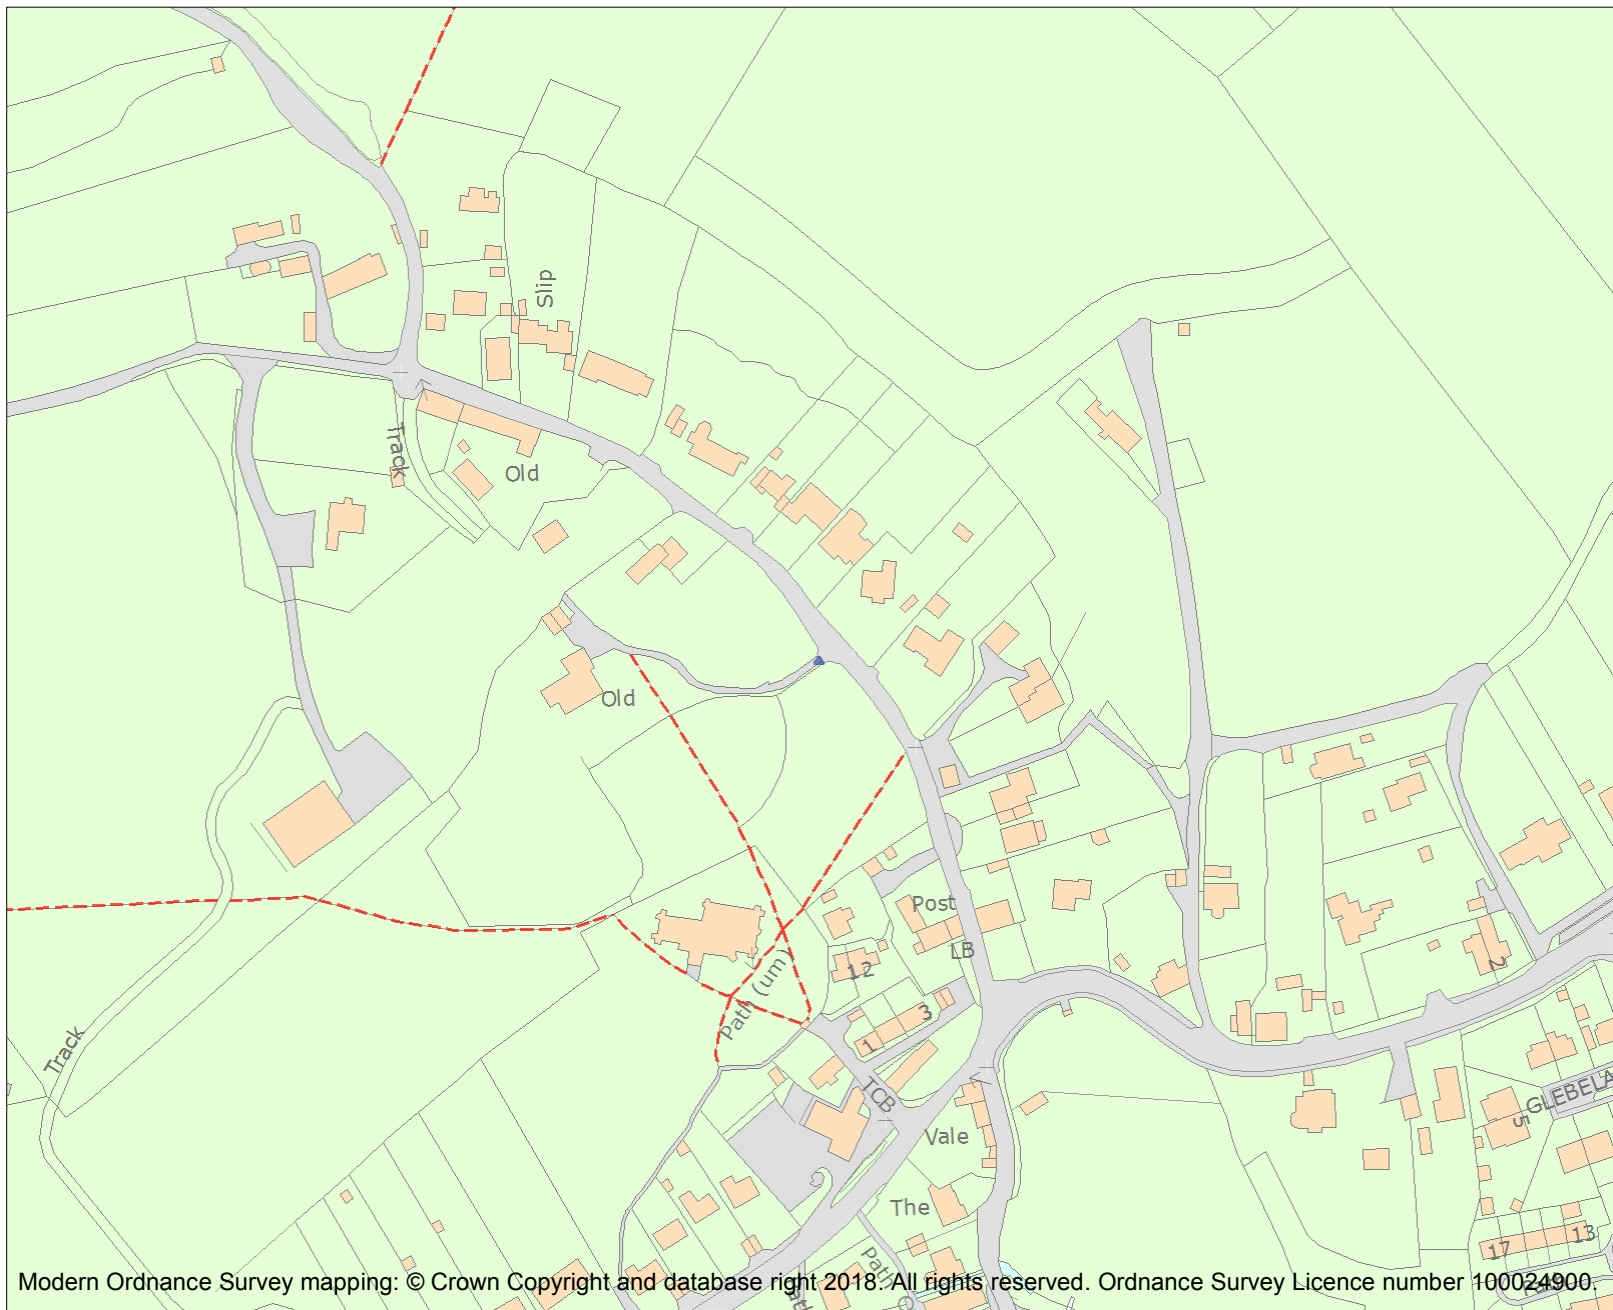 Slip
Track
Old
Old
Post
LB
12
Path (um)
3
1
Track
TCB
Vale
2
GLEBELA
5
The
13
17
Path
Modern Ordnance Survey mapping: © Crown Copyright and database right 2018. All rights reserved. Ordnance Survey Licence number 100024900.